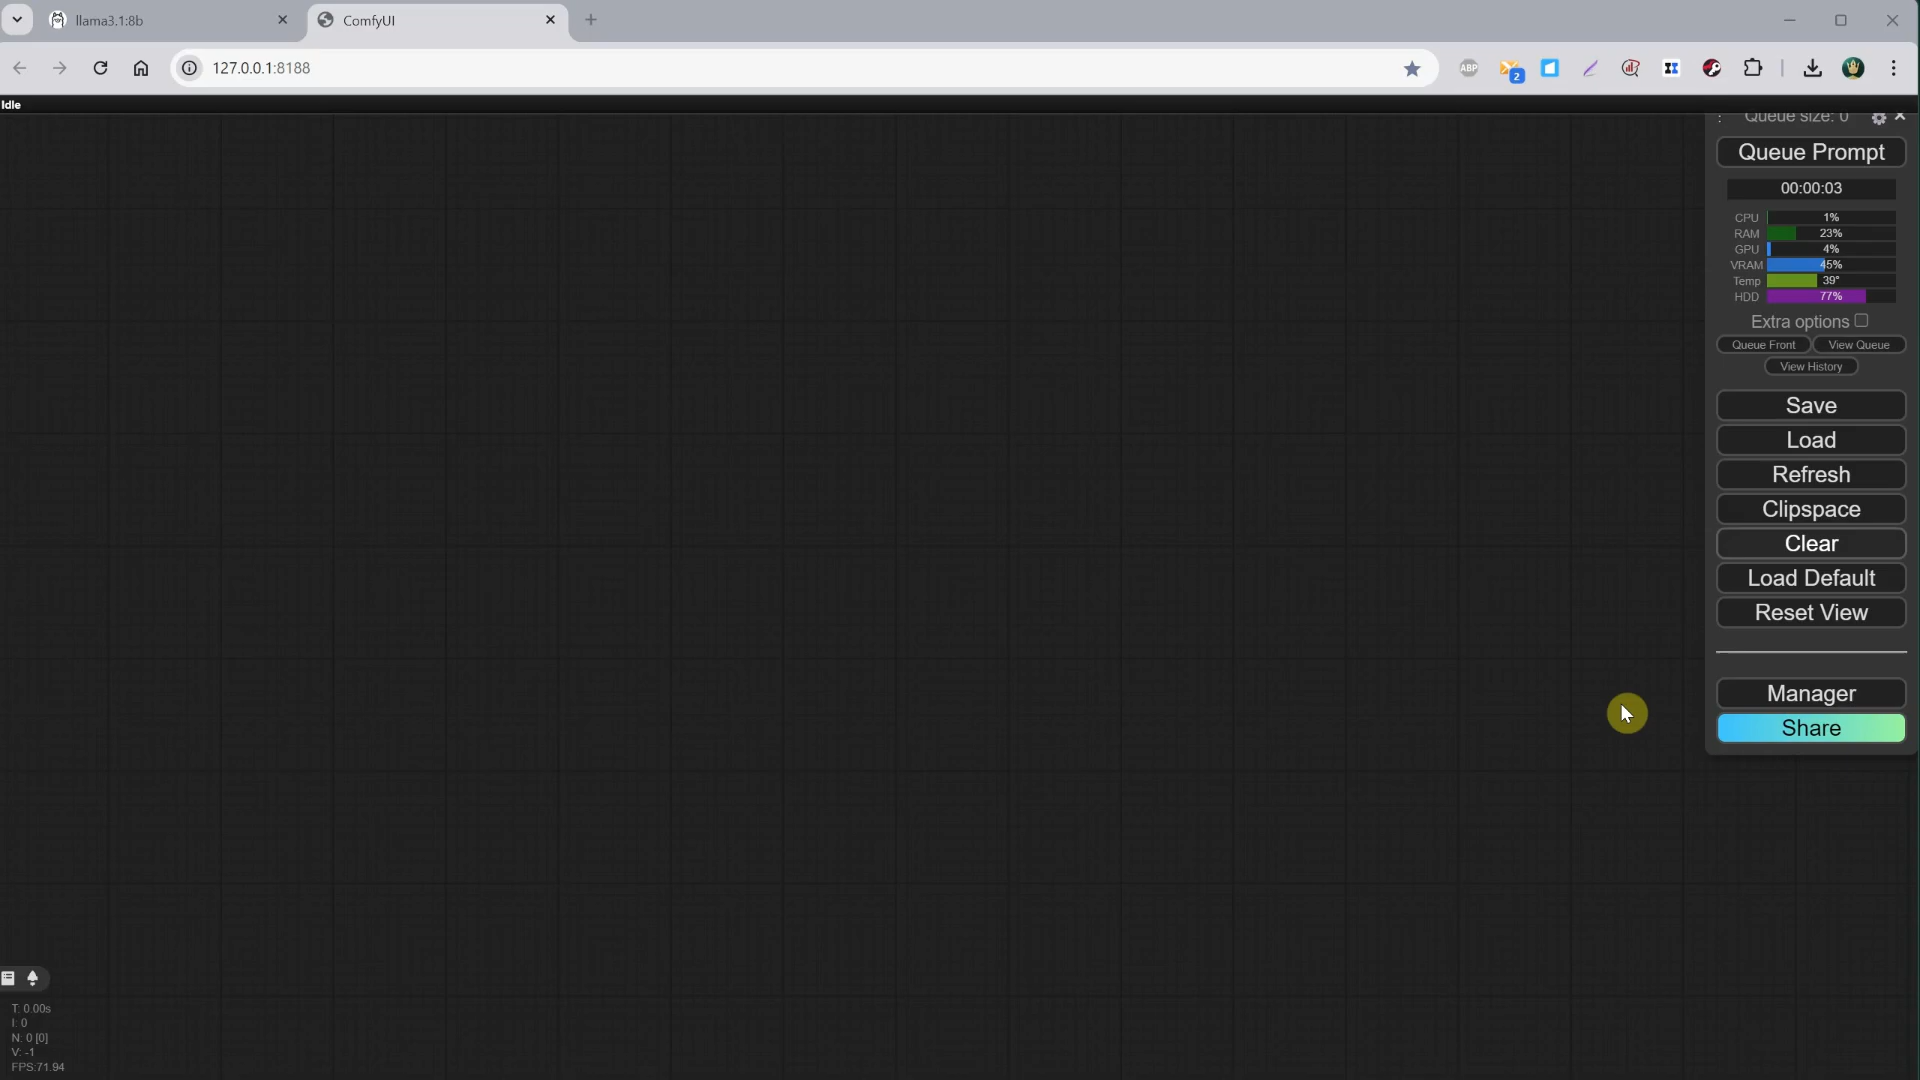 llama3.1:8b
ComfyUI
127.0.0.1:8188
ABP
2
Idle
Queue size: 0
Queue Prompt
00:00:03
CPU 1%
RAM 23%
GPU 4%
VRAM 45%
Temp 39°
HDD 77%
Extra options
Queue Front View Queue
View History
Save
Load
Refresh
Clipspace
Clear
Load Default
Reset View
Manager
Share
T: 0.00s
I: 0
N: 0 [0]
V: -1
FPS:71.94